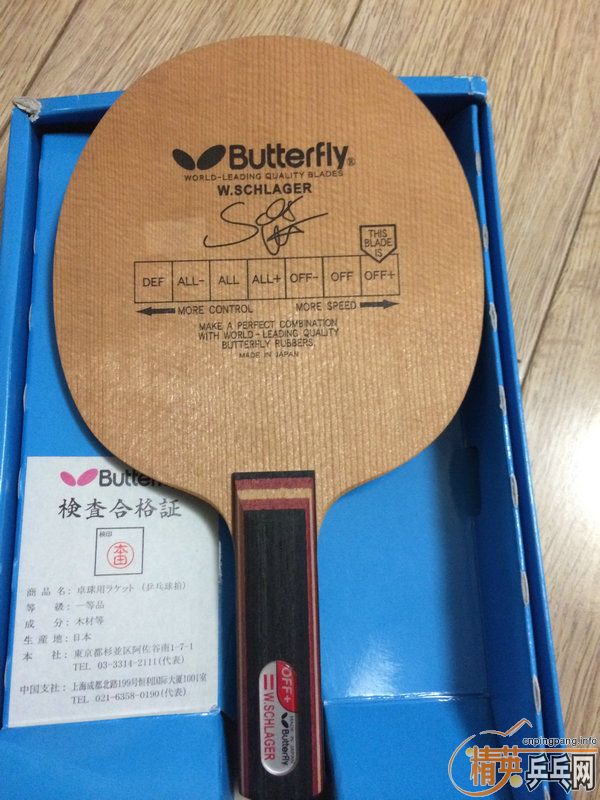 Butterfly®
WORLD-LEADING QUALITY BLADES
W.SCHLAGER
THIS
BLADE
IS
DEF ALL- ALL ALL+ OFF- OFF OFF+
MORE CONTROL MORE SPEED
MAKE A PERFECT COMBINATION
WITH WORLD-LEADING QUALITY
BUTTERFLY RUBBERS.
MADE IN JAPAN
Butterf
検査合格証
検印
商品名:卓球用ラケット(乒乓球拍)
等級:一等品
成分:木材等
生産地:日本
本社:東京都杉並区阿佐谷南1-7-1
TEL 03-3314-2111(代表)
中国支社:上海成都北路199号恒利国际大厦1001室
TEL 021-6358-0190(代表)
OFF+
MADE IN JAPAN
Butterfly
W.SCHLAGER
cnpingpang.info
精英乒乓网